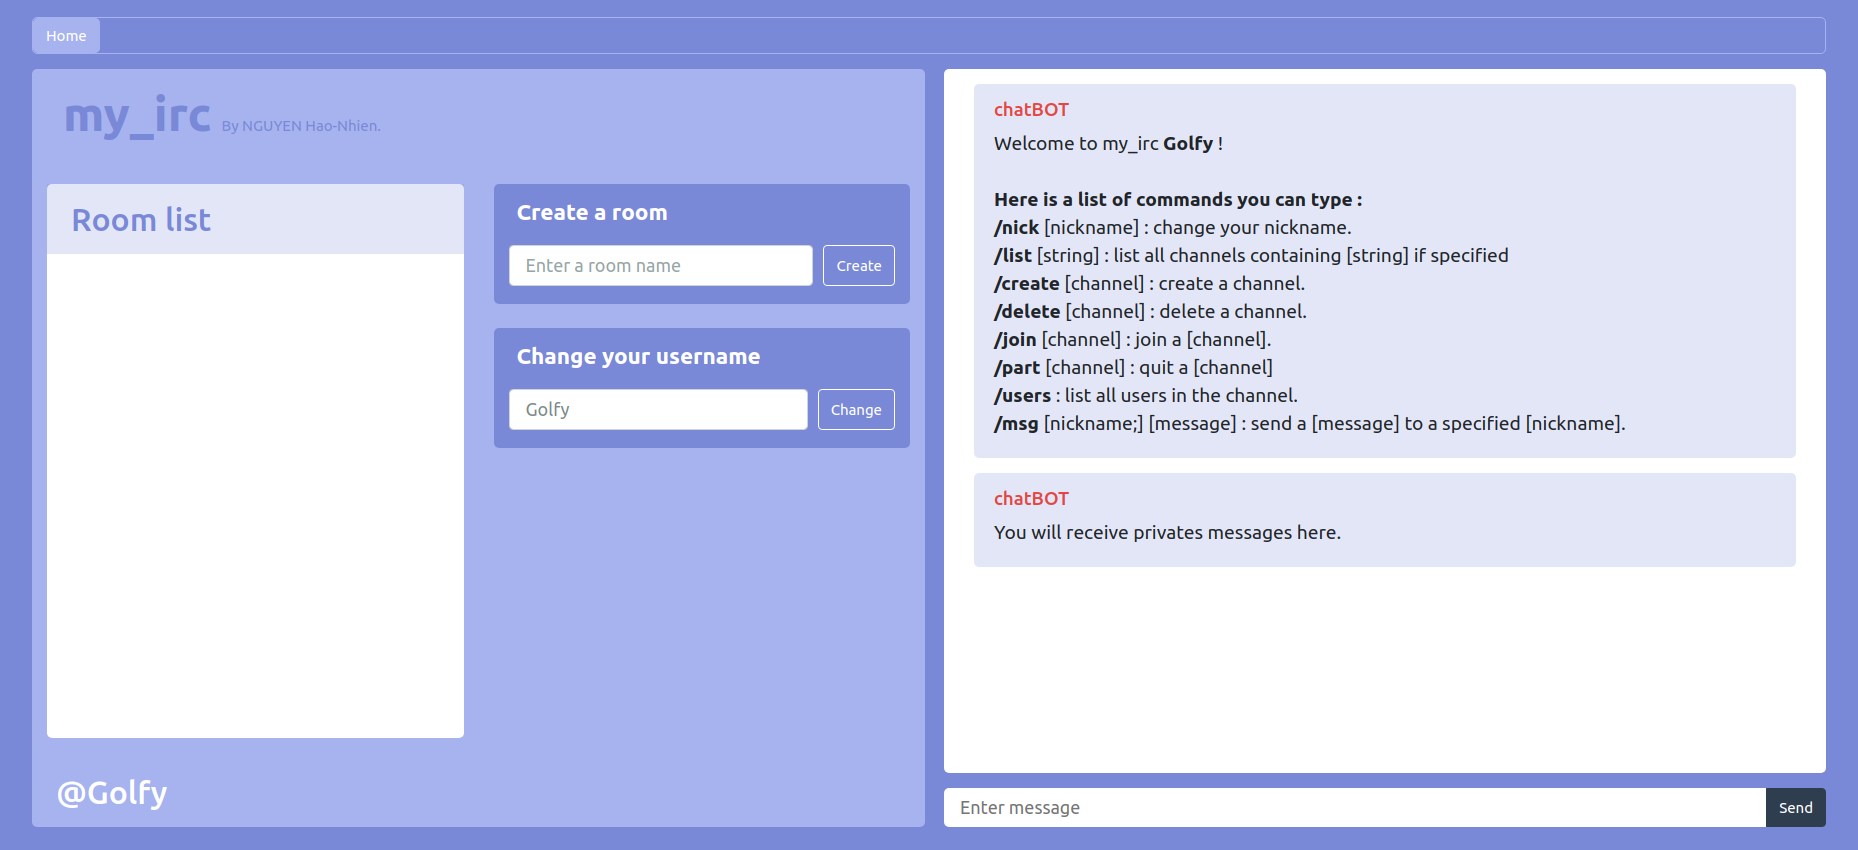 Home
my_irc By NGUYEN Hao-Nhien.
Room list
@Golfy
Create a room
Enter a room name
Create
Change your username
Golfy
Change
chatBOT
Welcome to my_irc Golfy !
Here is a list of commands you can type :
/nick [nickname] : change your nickname.
/list [string] : list all channels containing [string] if specified
/create [channel] : create a channel.
/delete [channel] : delete a channel.
/join [channel] : join a [channel].
/part [channel] : quit a [channel]
/users : list all users in the channel.
/msg [nickname;] [message] : send a [message] to a specified [nickname].
chatBOT
You will receive privates messages here.
Enter message
Send